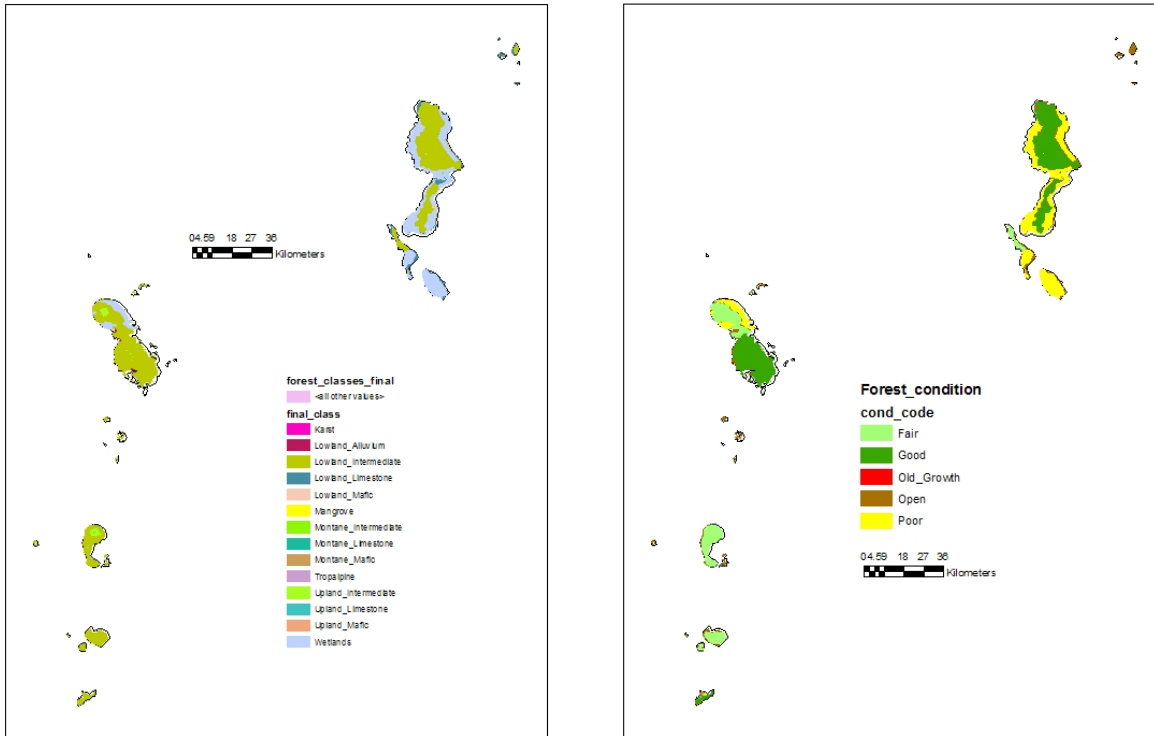 04.59 18 27 36
Kilometers
forest_classes_final
<all other values>
final_class
Karst
Lowland_Alluvium
Lowland_Intermediate
Lowland_Limestone
Lowland_Mafic
Mangrove
Montane_Intermediate
Montane_Limestone
Montane_Mafic
Tropalpine
Upland_Intermediate
Upland_Limestone
Upland_Mafic
Wetlands
Forest_condition
cond_code
Fair
Good
Old_Growth
Open
Poor
04.59 18 27 36
Kilometers